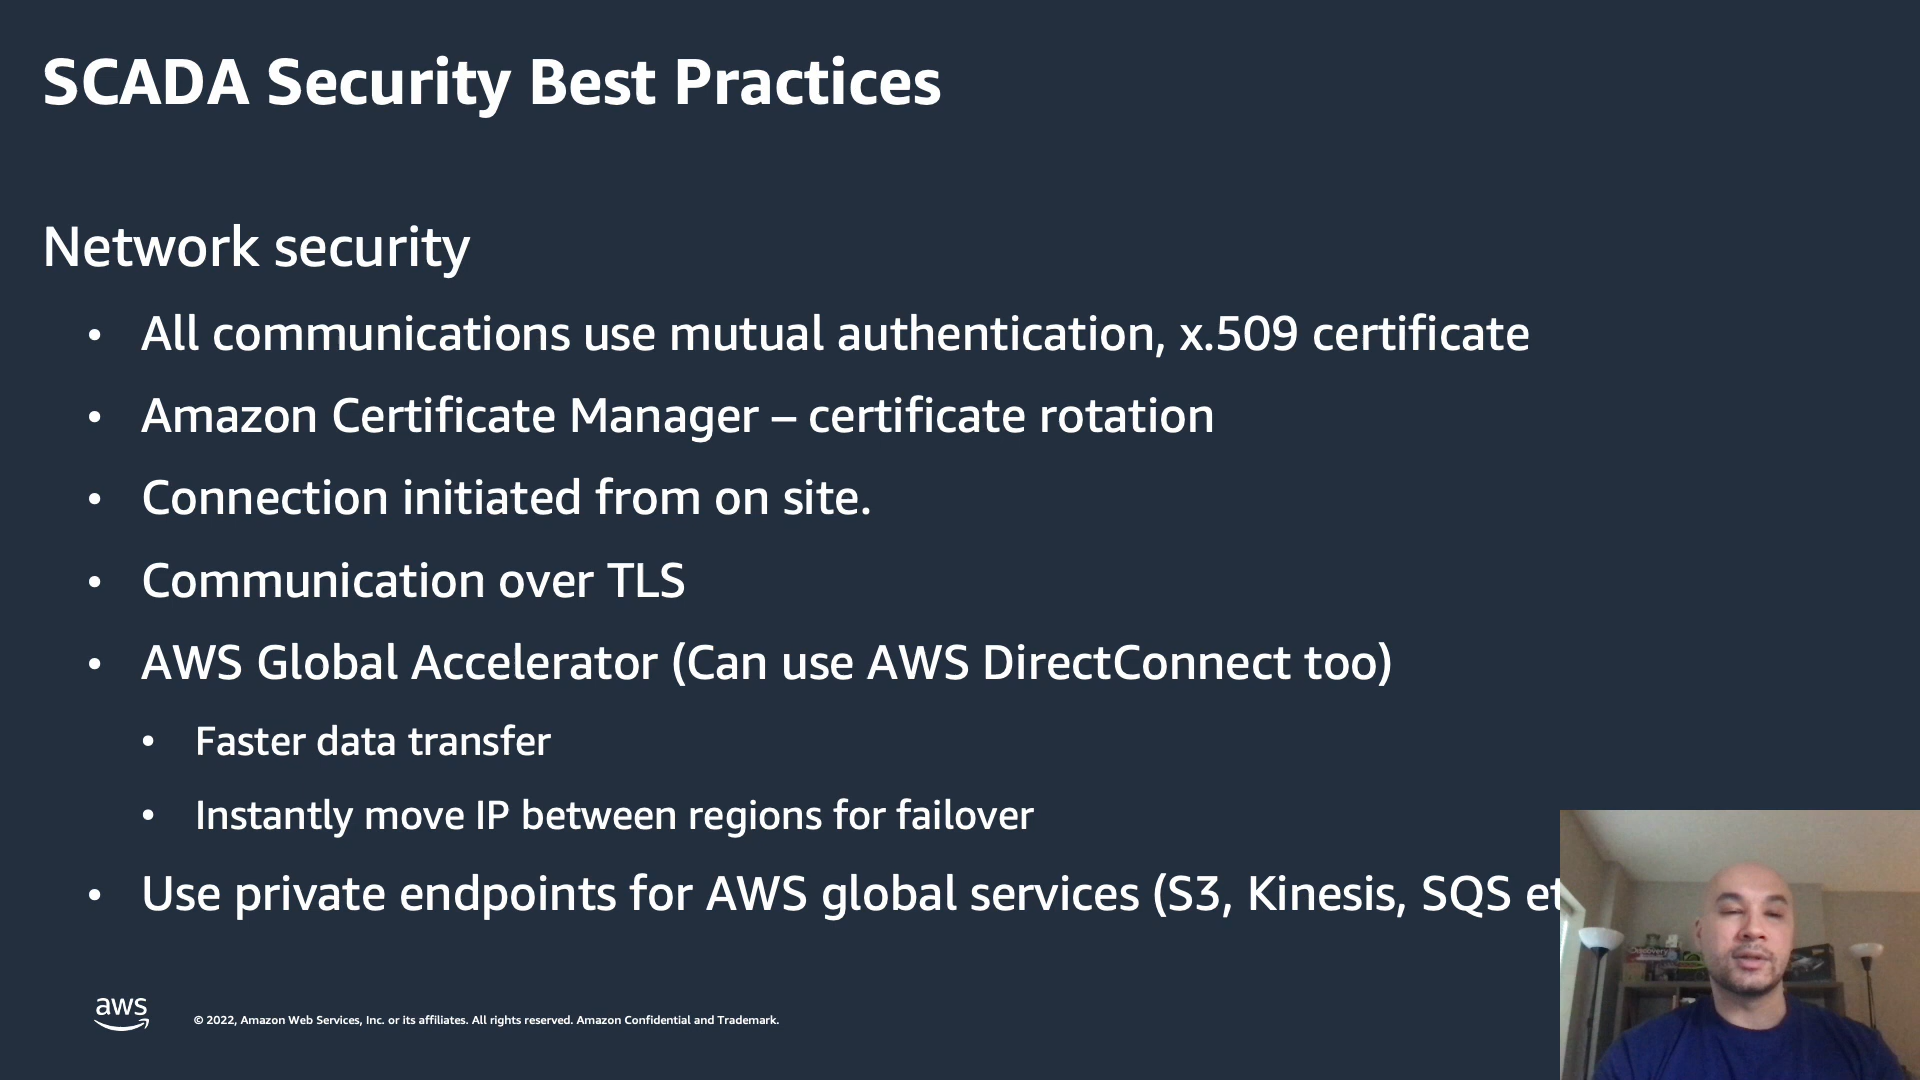 SCADA Security Best Practices
Network security
• All communications use mutual authentication, x.509 certificate
• Amazon Certificate Manager – certificate rotation
• Connection initiated from on site.
• Communication over TLS
• AWS Global Accelerator (Can use AWS DirectConnect too)
• Faster data transfer
• Instantly move IP between regions for failover
• Use private endpoints for AWS global services (S3, Kinesis, SQS
aws
© 2022, Amazon Web Services, Inc. or its affiliates. All rights reserved. Amazon Confidential and Trademark.